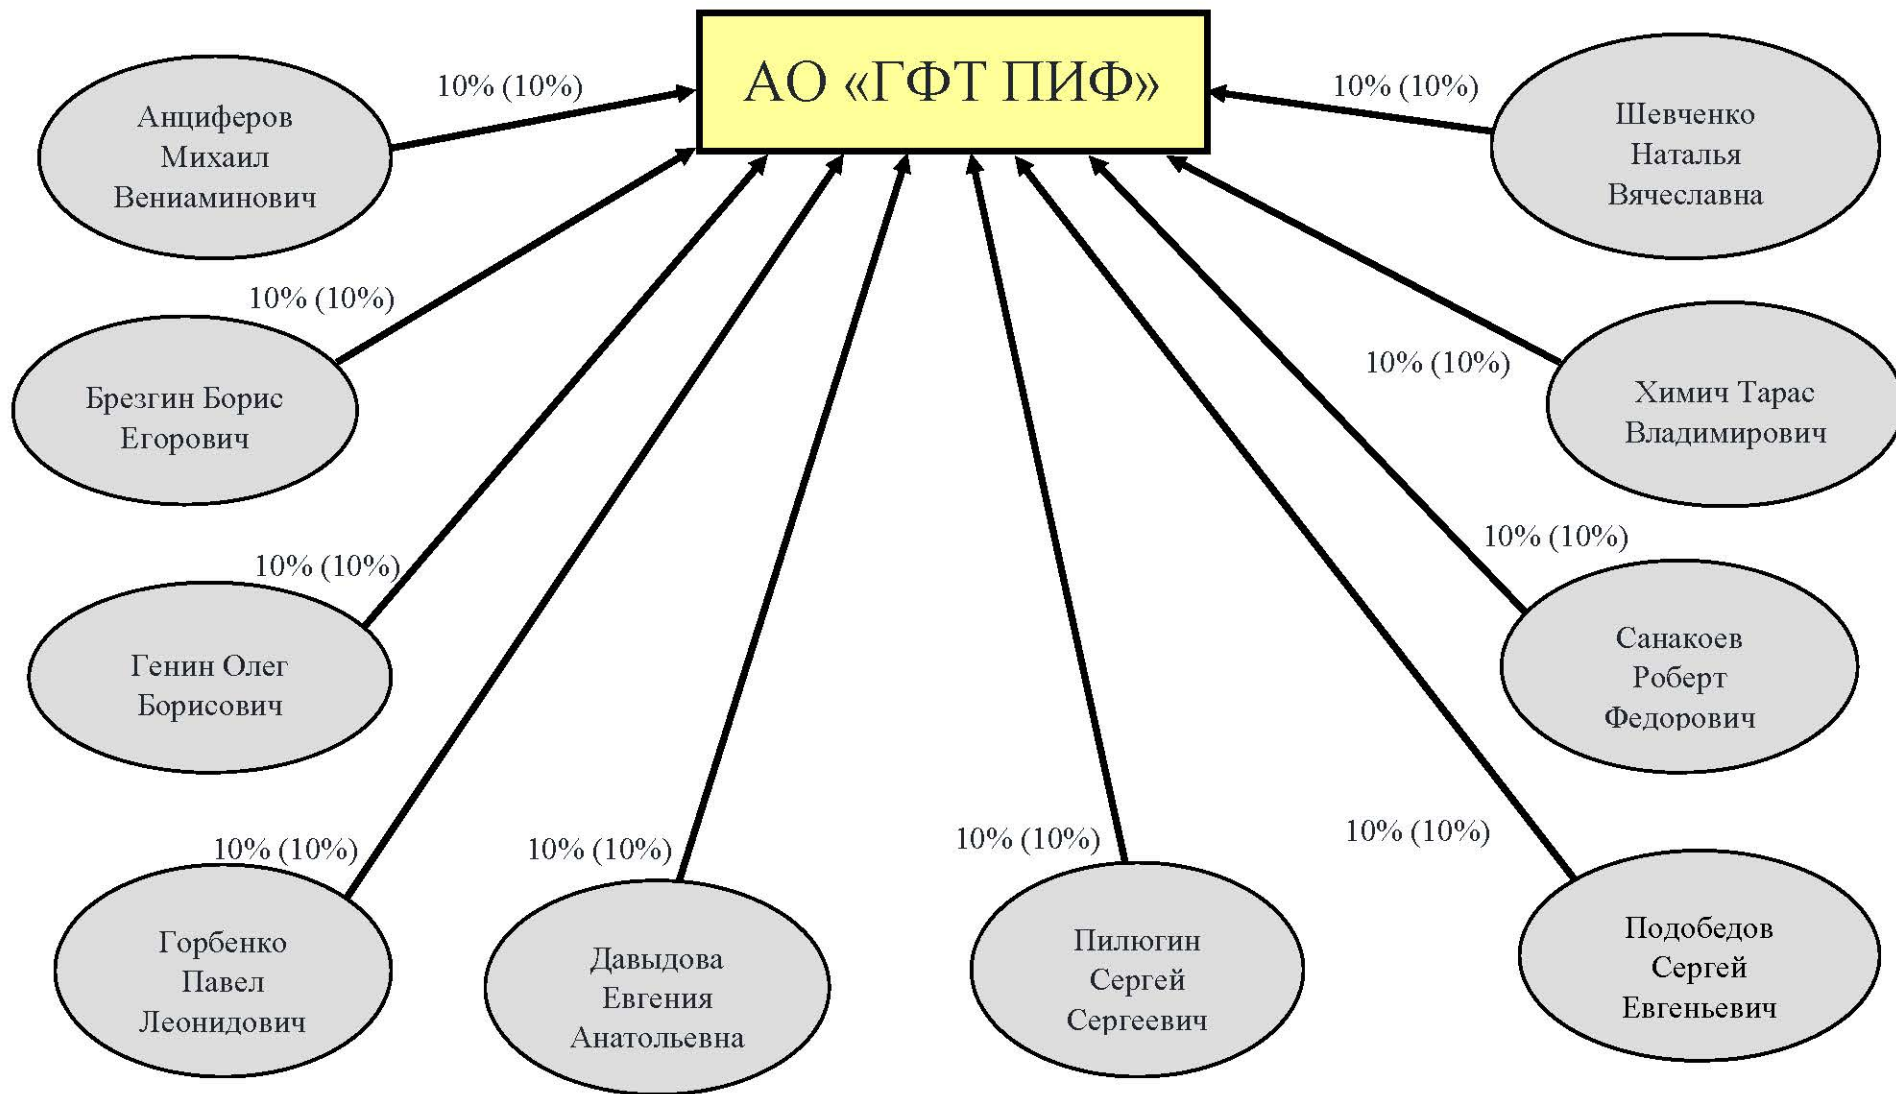 АО «ГФТ ПИФ»
10% (10%)
Анциферов
Михаил
Вениаминович
10% (10%)
Шевченко
Наталья
Вячеславна
10% (10%)
Брезгин Борис
Егорович
10% (10%)
Химич Тарас
Владимирович
10% (10%)
Генин Олег
Борисович
10% (10%)
Санакоев
Роберт
Федорович
10% (10%)
Горбенко
Павел
Леонидович
10% (10%)
Давыдова
Евгения
Анатольевна
10% (10%)
Пилюгин
Сергей
Сергеевич
10% (10%)
Подобедов
Сергей
Евгеньевич